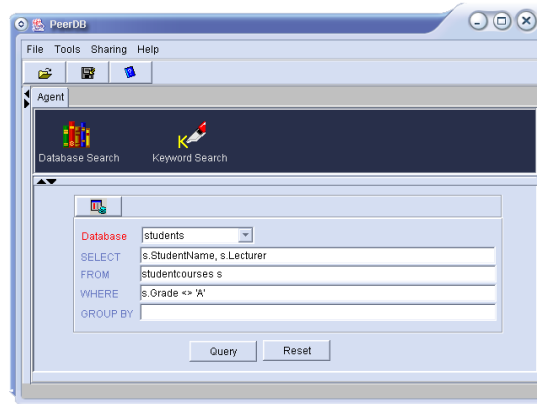 PeerDB
File Tools Sharing Help
Agent
Database Search Keyword Search
Database students
SELECT s.StudentName, s.Lecturer
FROM studentcourses s
WHERE s.Grade <> 'A'
GROUP BY
Query Reset